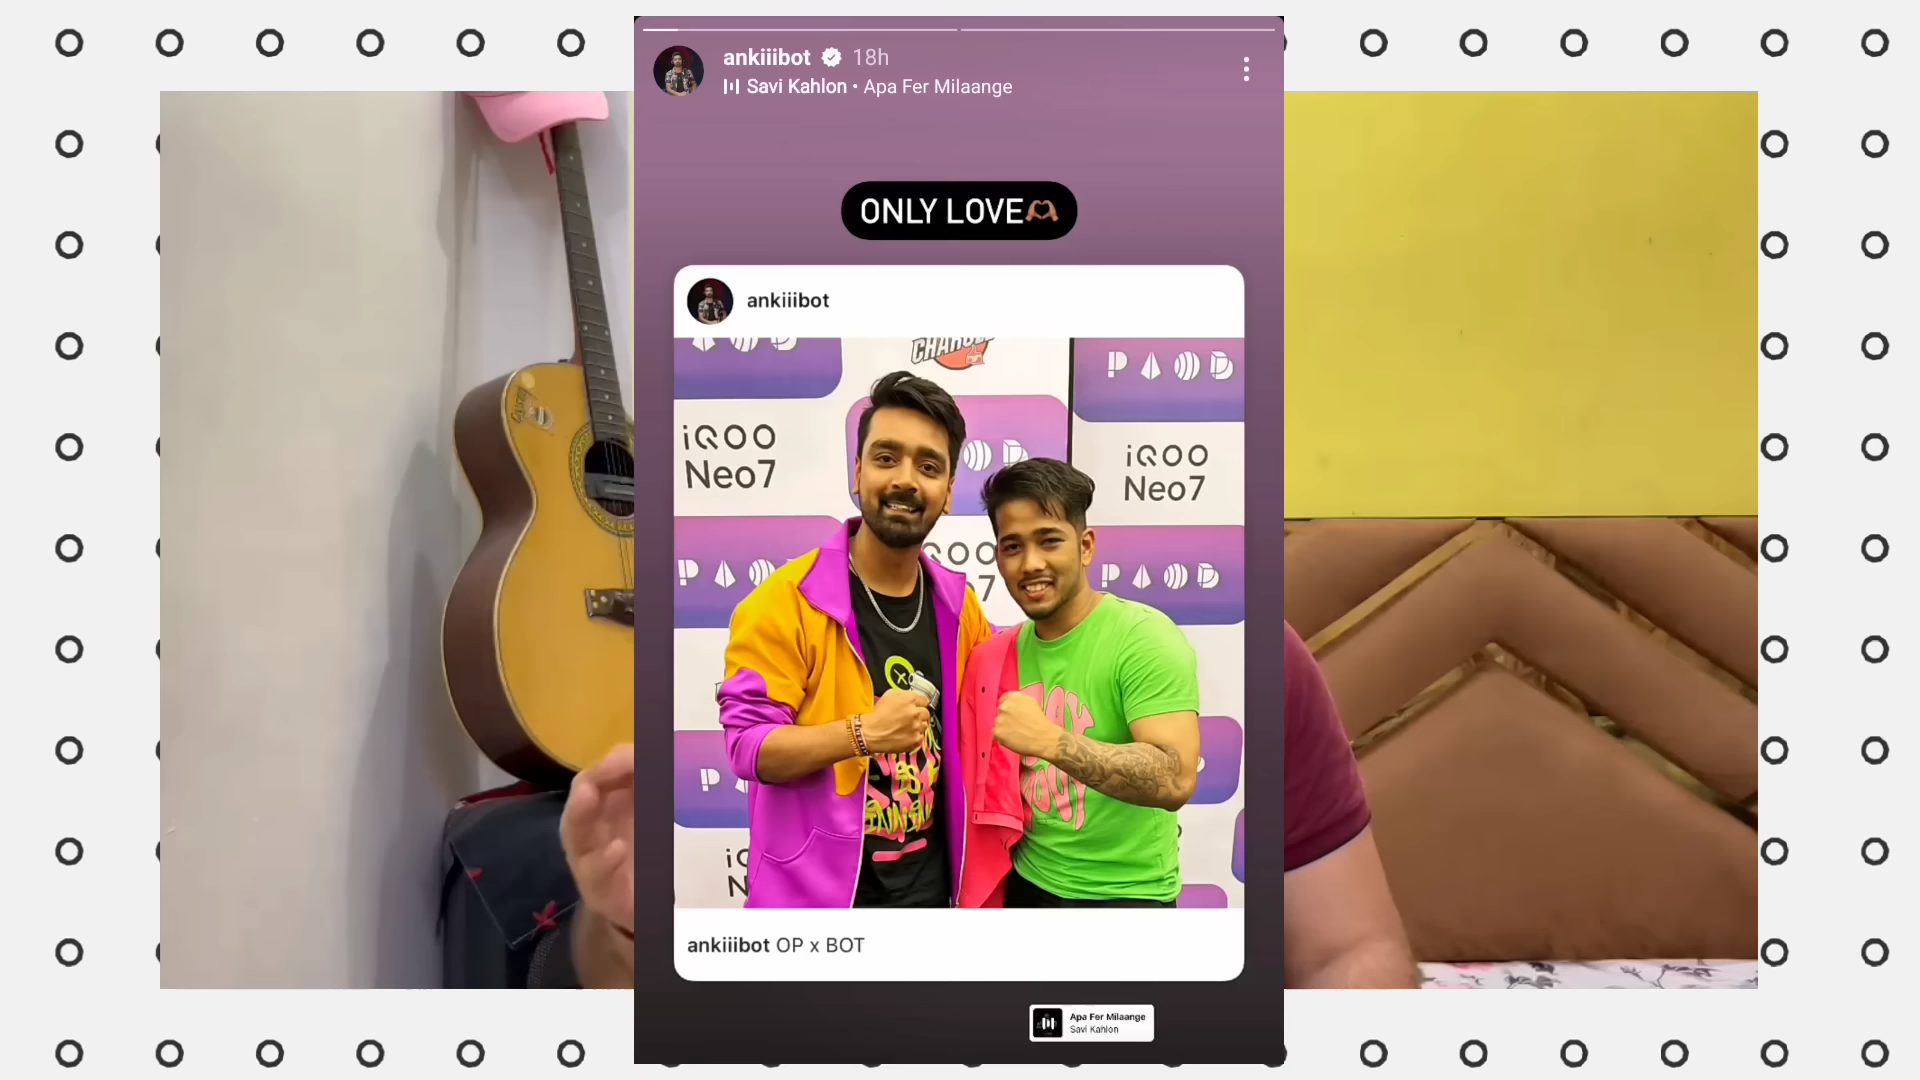 ankiiibot 18h
Savi Kahlon • Apa Fer Milaange
ONLY LOVE
ankiiibot
CHARGED
P D
iQOO
Neo7
iQOO
Neo7
ankiiibot OP x BOT
Apa Fer Milaange
Savi Kahlon